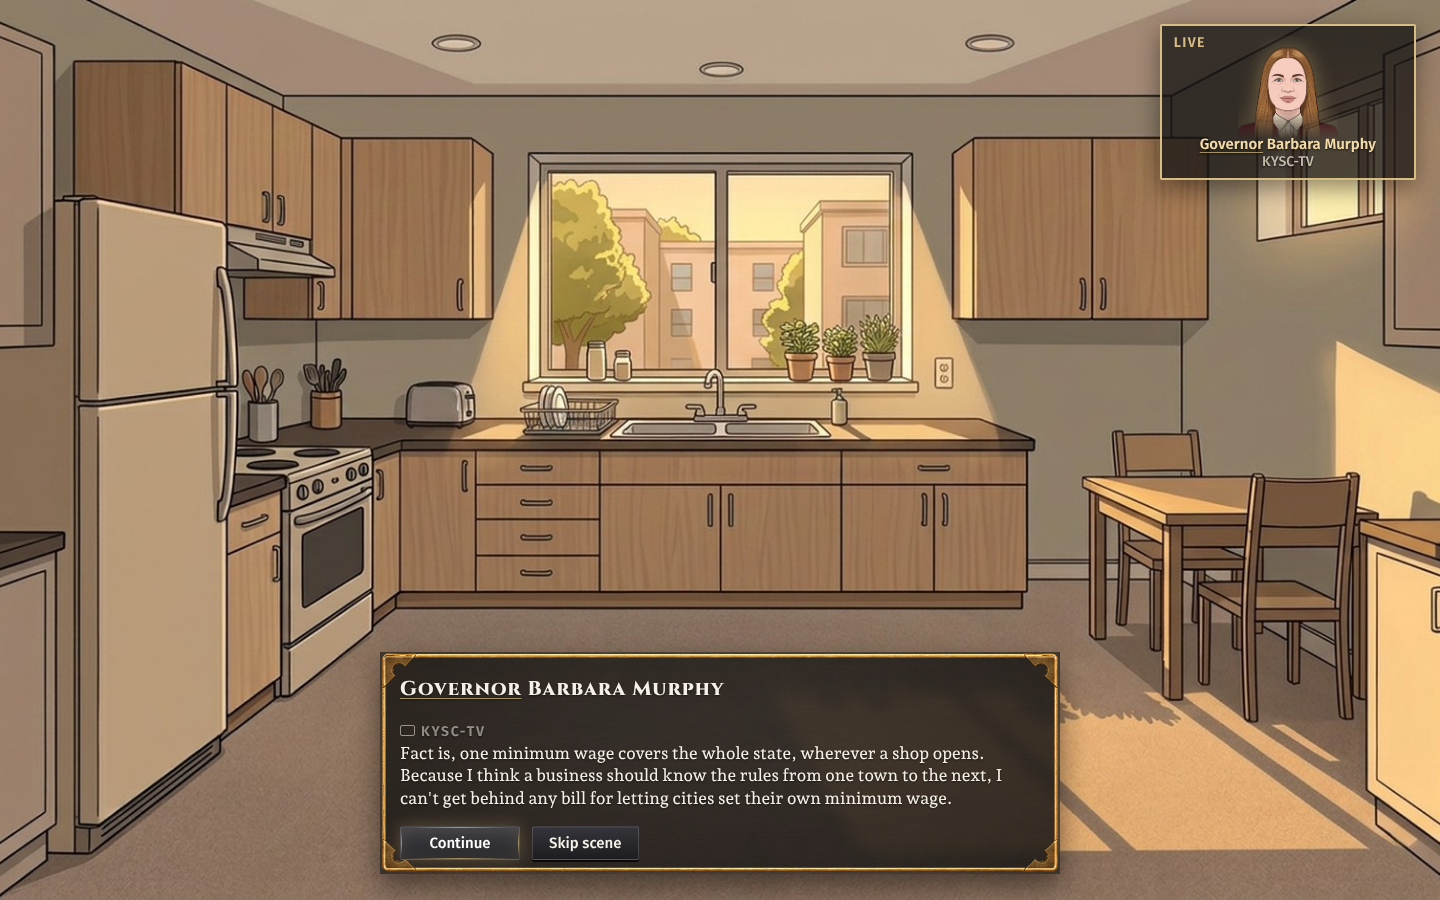 LIVE
Governor Barbara Murphy
KYSC-TV
Governor Barbara Murphy
KYSC-TV
Fact is, one minimum wage covers the whole state, wherever a shop opens.
Because I think a business should know the rules from one town to the next, I
can't get behind any bill for letting cities set their own minimum wage.
Continue
Skip scene